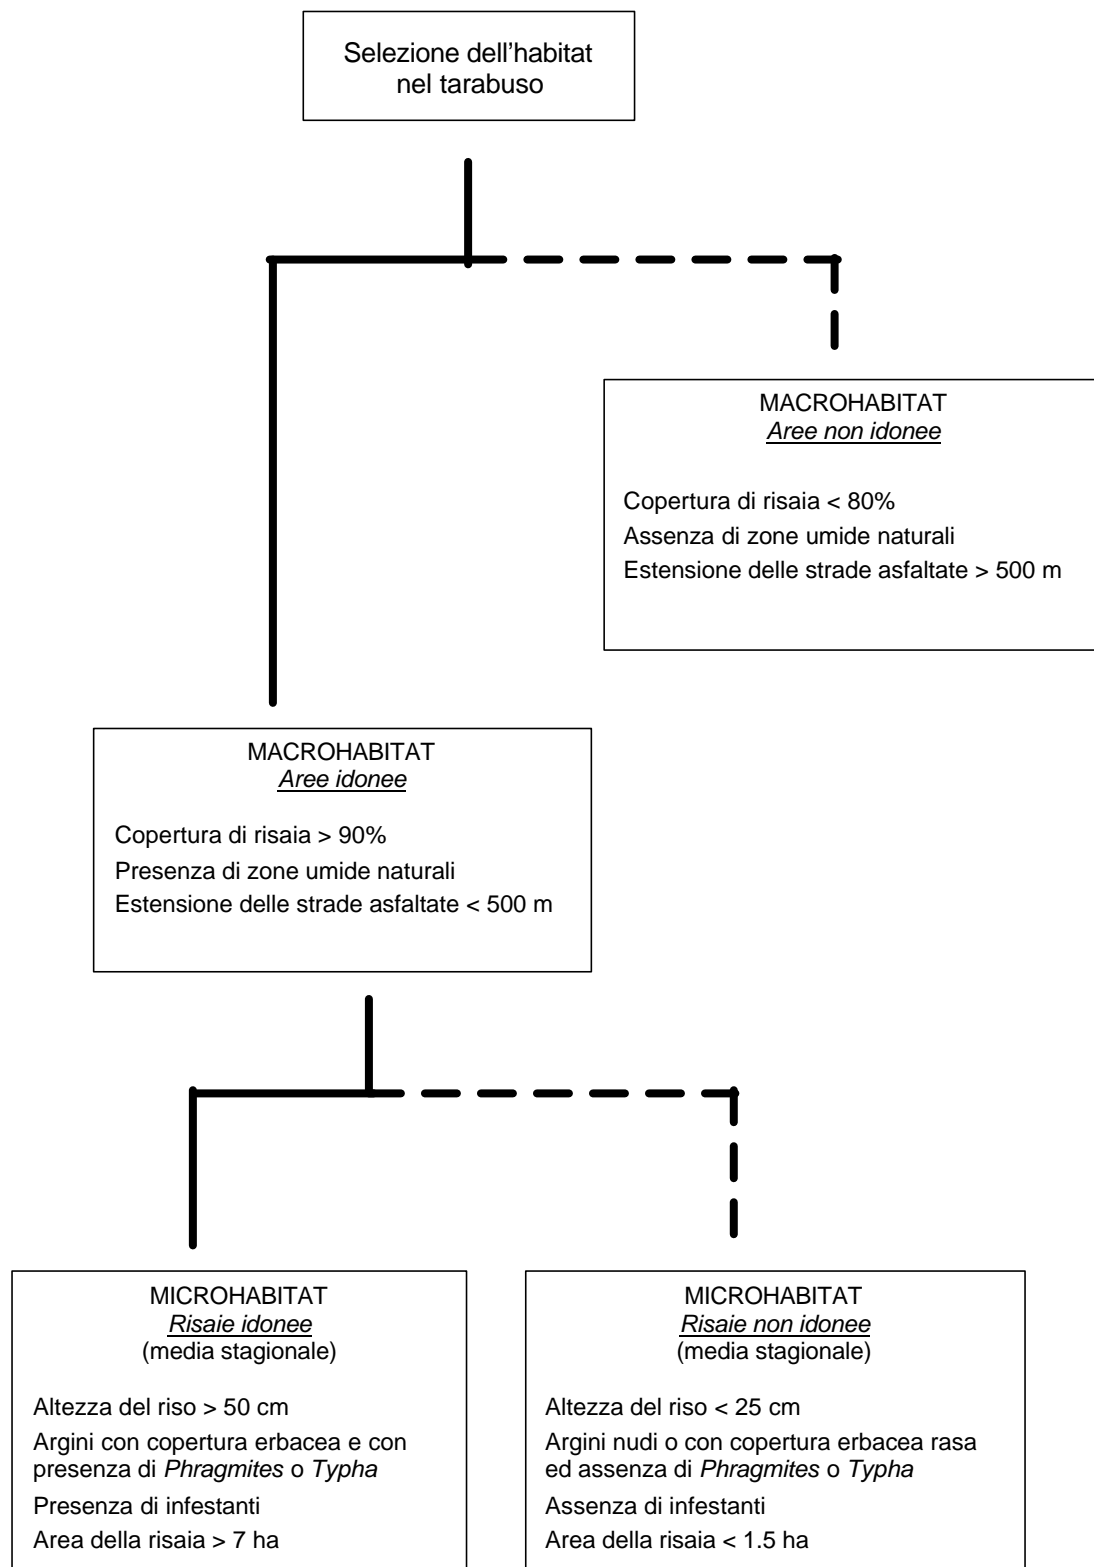 Selezione dell'habitat
nel tarabuso
MACROHABITAT
Aree non idonee
Copertura di risaia < 80%
Assenza di zone umide naturali
Estensione delle strade asfaltate > 500 m
MACROHABITAT
Aree idonee
Copertura di risaia > 90%
Presenza di zone umide naturali
Estensione delle strade asfaltate < 500 m
MICROHABITAT
Risaie idonee
(media stagionale)
Altezza del riso > 50 cm
Argini con copertura erbacea e con
presenza di Phragmites o Typha
Presenza di infestanti
Area della risaia > 7 ha
MICROHABITAT
Risaie non idonee
(media stagionale)
Altezza del riso < 25 cm
Argini nudi o con copertura erbacea rasa
ed assenza di Phragmites o Typha
Assenza di infestanti
Area della risaia < 1.5 ha